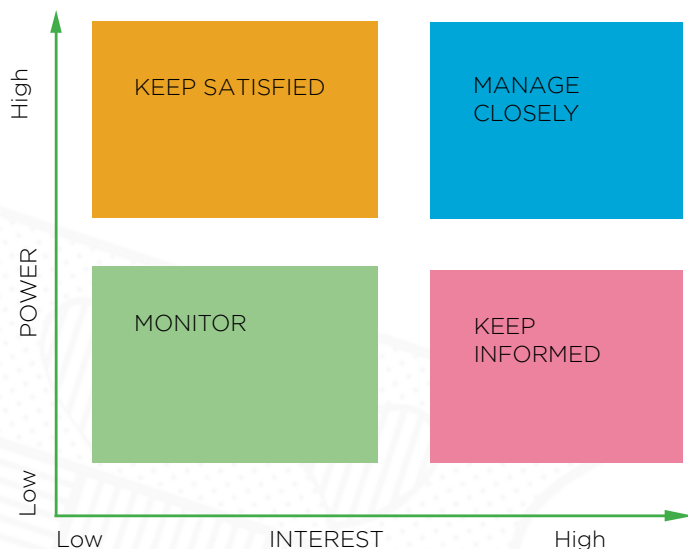 High
KEEP SATISFIED
MANAGE
CLOSELY
POWER
MONITOR
KEEP
INFORMED
Low
Low
INTEREST
High